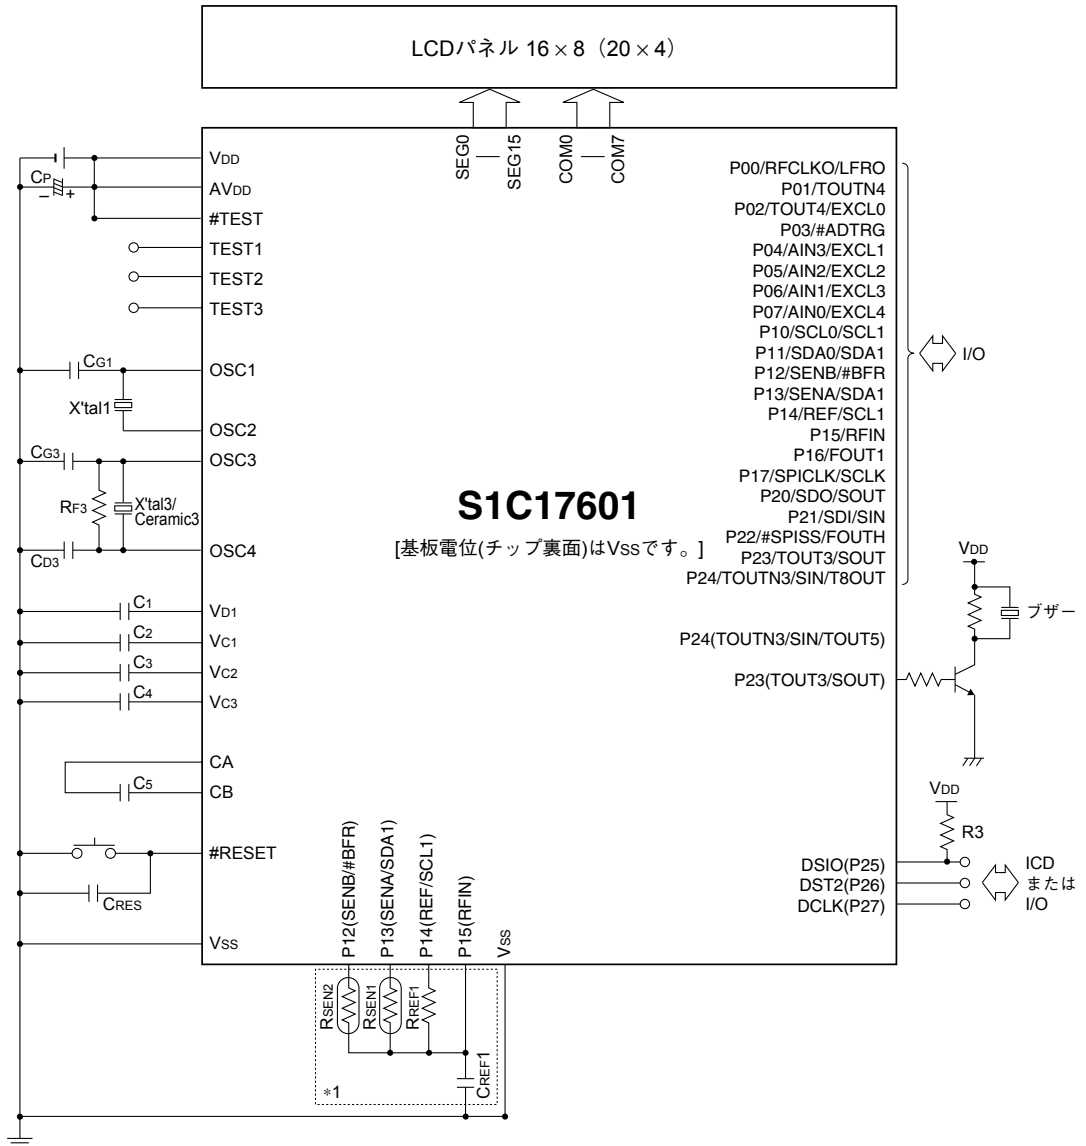 LCDパネル 16×8（20×4）
SEG0
SEG15
COM0
COM7
VDD
CP
－
+
AVDD
#TEST
TEST1
TEST2
TEST3
CG1
OSC1
X'tal1
OSC2
CG3
OSC3
RF3
X'tal3/
Ceramic3
CD3
OSC4
C1
VD1
C2
VC1
C3
VC2
C4
VC3
CA
C5
CB
#RESET
CRES
VSS
S1C17601
[基板電位(チップ裏面)はVSSです。]
P00/RFCLKO/LFRO
P01/TOUTN4
P02/TOUT4/EXCL0
P03/#ADTRG
P04/AIN3/EXCL1
P05/AIN2/EXCL2
P06/AIN1/EXCL3
P07/AIN0/EXCL4
P10/SCL0/SCL1
P11/SDA0/SDA1
P12/SENB/#BFR
P13/SENA/SDA1
P14/REF/SCL1
P15/RFIN
P16/FOUT1
P17/SPICLK/SCLK
P20/SDO/SOUT
P21/SDI/SIN
P22/#SPISS/FOUTH
P23/TOUT3/SOUT
P24/TOUTN3/SIN/T8OUT
I/O
VDD
ブザー
P24(TOUTN3/SIN/TOUT5)
P23(TOUT3/SOUT)
VDD
R3
DSIO(P25)
DST2(P26)
DCLK(P27)
ICD
または
I/O
P12(SENB/#BFR)
P13(SENA/SDA1)
P14(REF/SCL1)
P15(RFIN)
VSS
RSEN2
RSEN1
RREF1
CREF1
*1